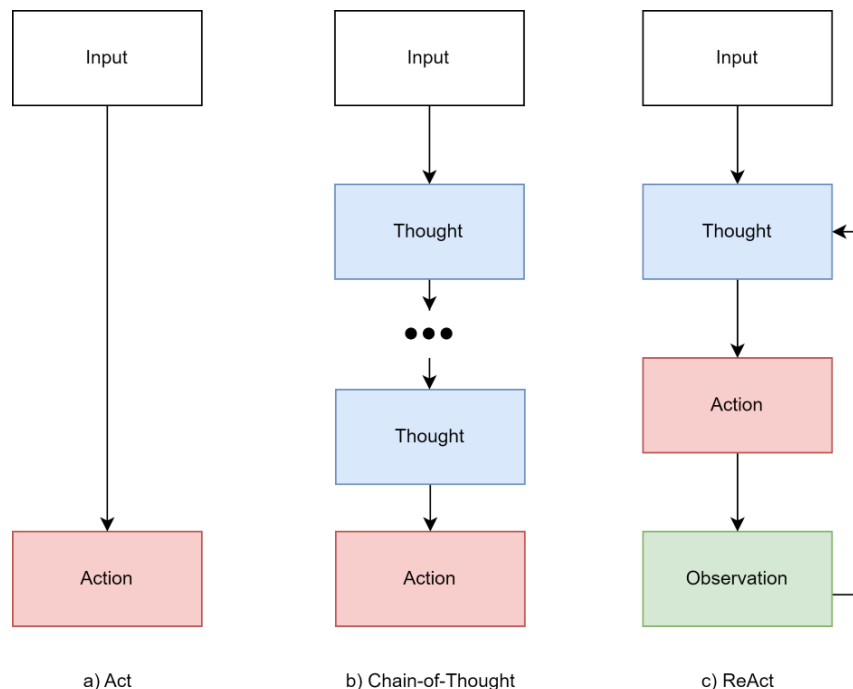 Input
Input
Input
Thought
Thought
Action
Thought
Action
Action
Observation
a) Act
b) Chain-of-Thought
c) ReAct